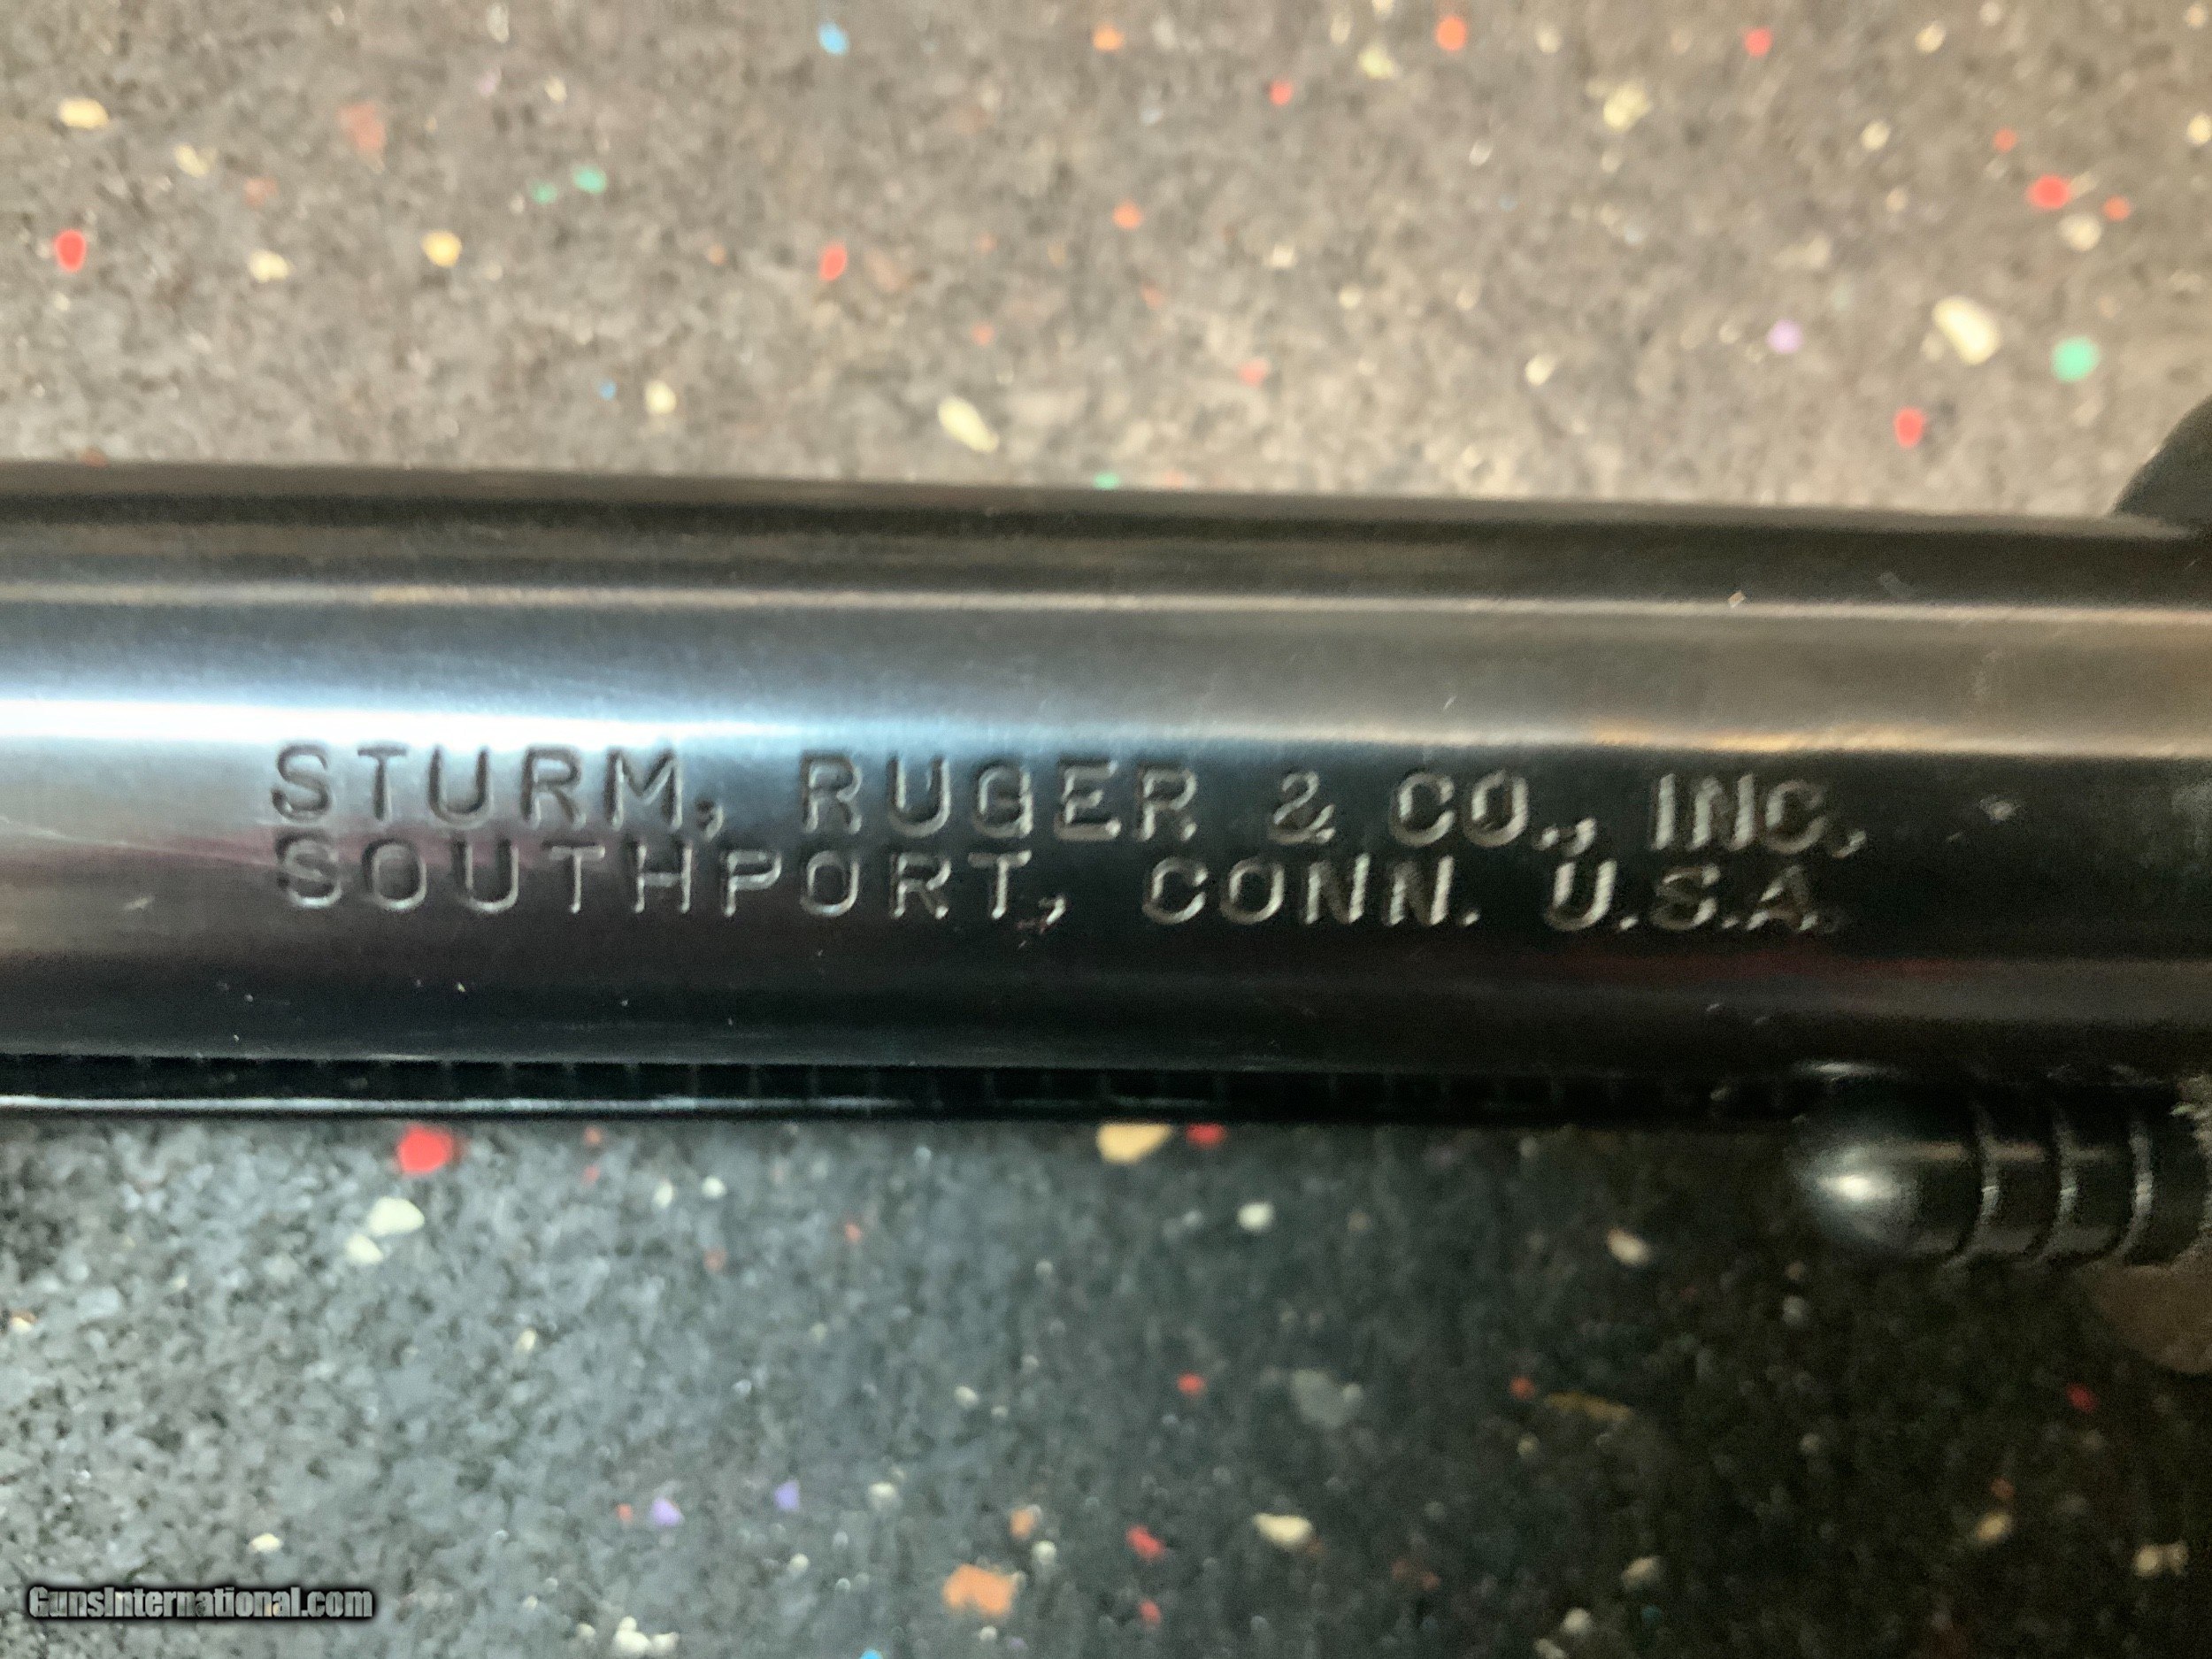 STURM, RUGER & CO., INC.
SOUTHPORT, CONN. U.S.A.
GunsInternational.com